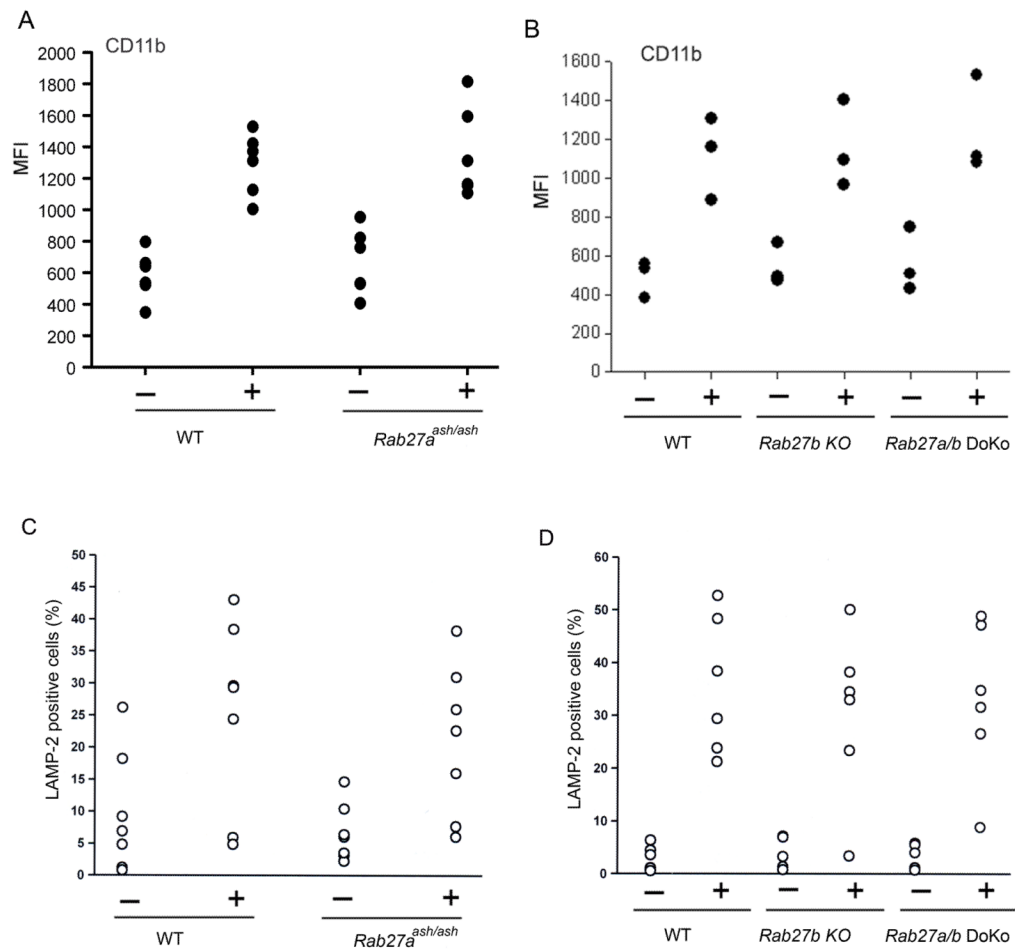 A
CD11b
MFI
2000
1800
1600
1400
1200
1000
800
600
400
200
0
− + − +
WT Rab27a ash/ash
B
CD11b
MFI
1600
1400
1200
1000
800
600
400
200
0
− + − + − +
WT Rab27b KO Rab27a/b DoKo
C
LAMP-2 positive cells (%)
50
45
40
35
30
25
20
15
10
5
0
− + − +
WT Rab27a ash/ash
D
LAMP-2 positive cells (%)
60
50
40
30
20
10
0
− + − + − +
WT Rab27b KO Rab27a/b DoKo